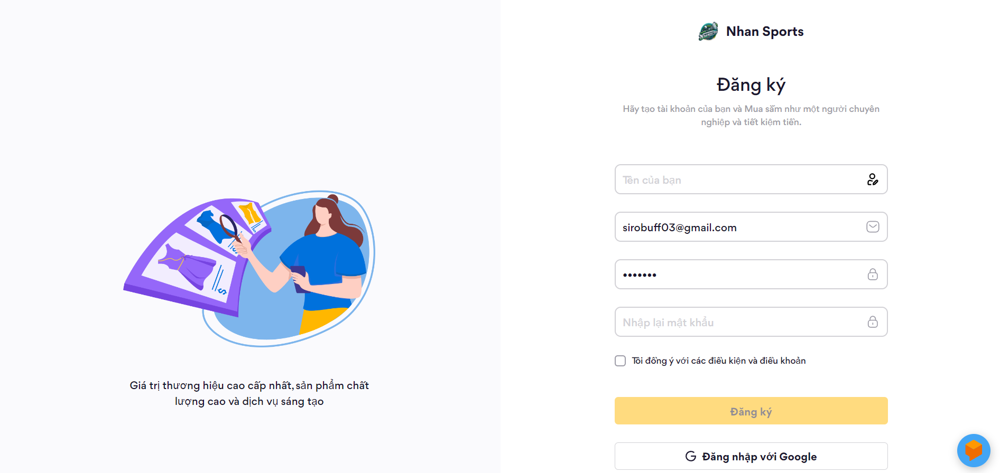 Nhan Sports
Đăng ký
Hãy tạo tài khoản của bạn và Mua sắm như một người chuyên
nghiệp và tiết kiệm tiền.
Tên của bạn
sirobuff03@gmail.com
•••••••
Nhập lại mật khẩu
Tôi đồng ý với các điều kiện và điều khoản
Đăng ký
Đăng nhập với Google
Giá trị thương hiệu cao cấp nhất, sản phẩm chất
lượng cao và dịch vụ sáng tạo